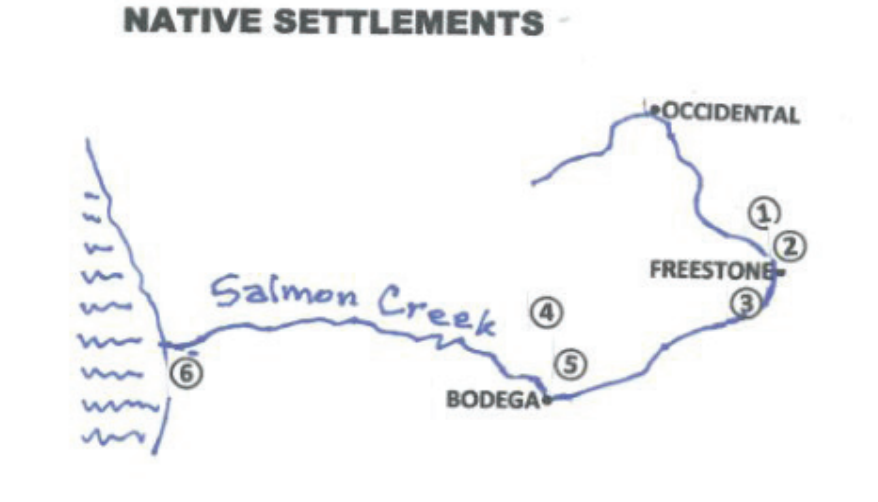 NATIVE SETTLEMENTS
OCCIDENTAL
1
2
FREESTONE
3
Salmon Creek
4
5
6
BODEGA